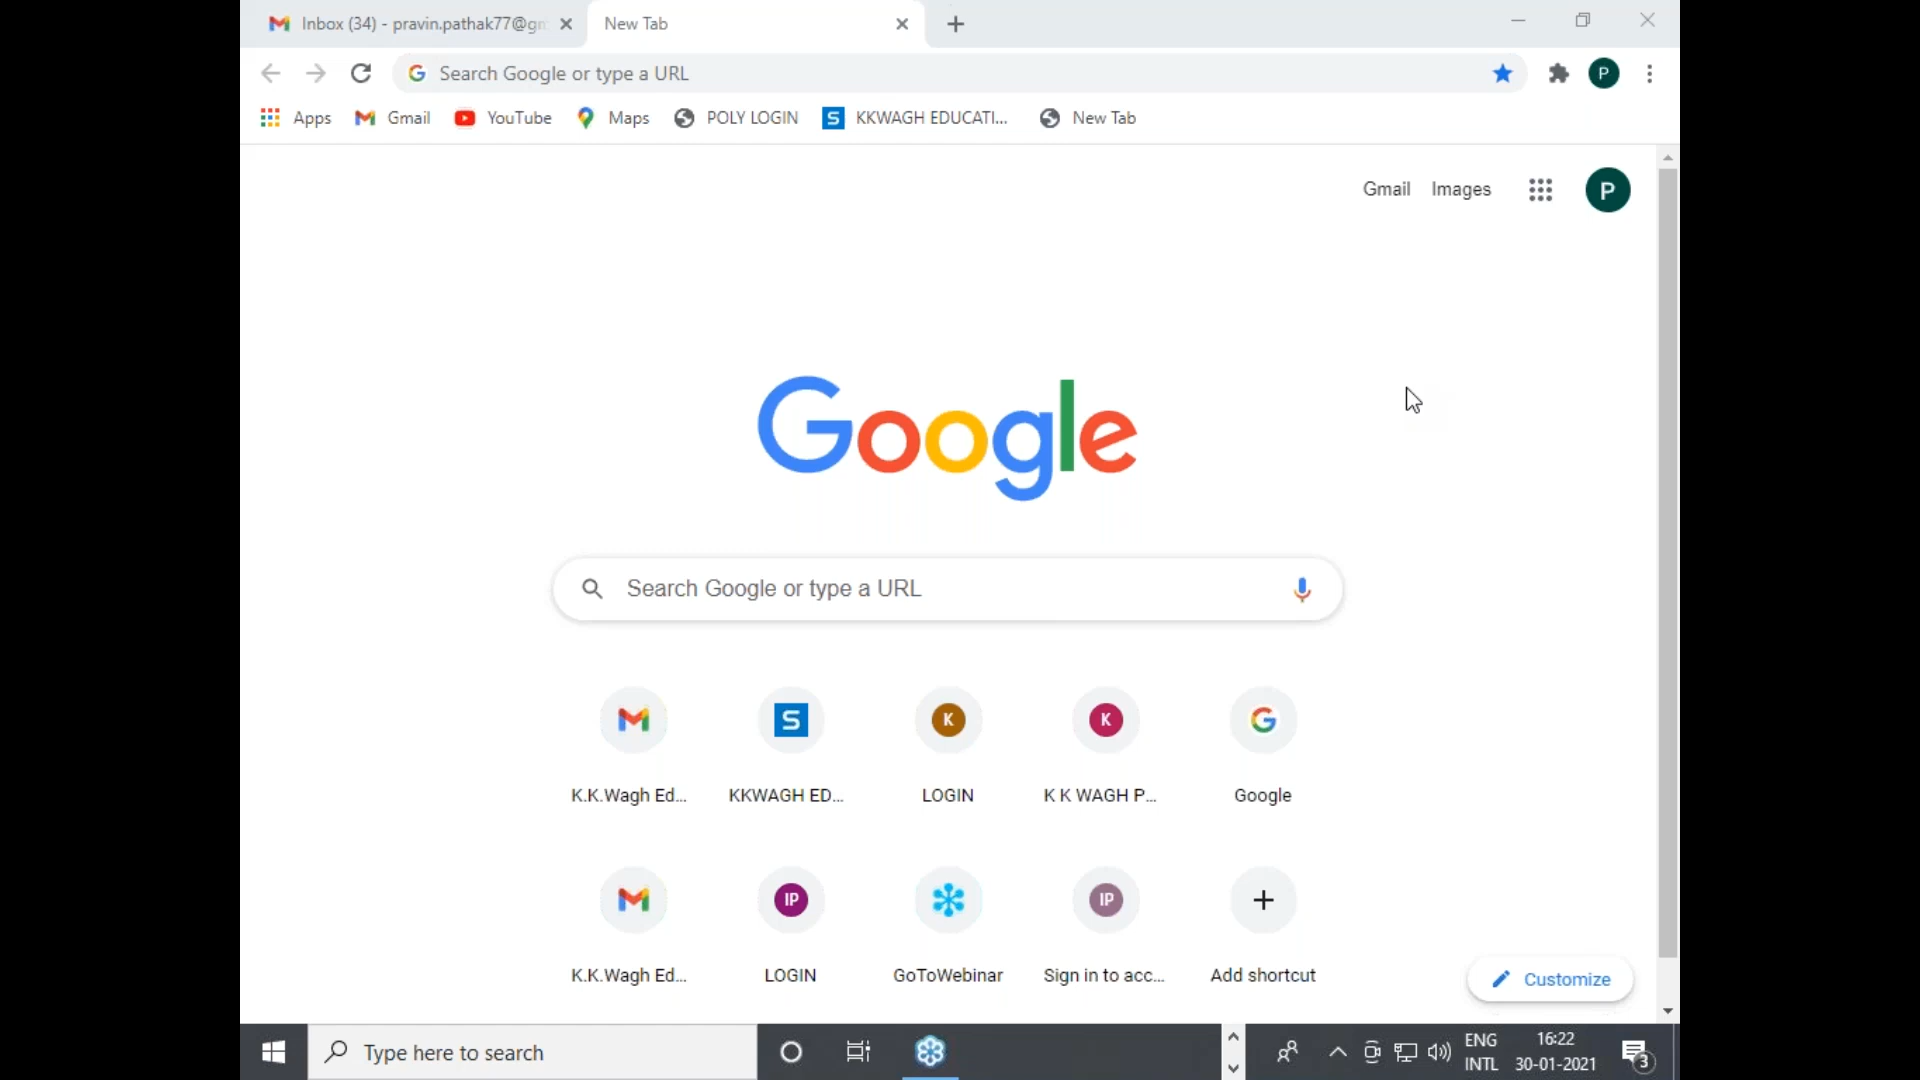 Inbox (34) - pravin.pathak77@gm
New Tab
Search Google or type a URL
P
Apps
Gmail
YouTube
Maps
POLY LOGIN
S
KKWAGH EDUCATI...
New Tab
Gmail
Images
P
Google
Search Google or type a URL
S
K
K
G
K.K.Wagh Ed...
KKWAGH ED...
LOGIN
K K WAGH P...
Google
IP
IP
K.K.Wagh Ed...
LOGIN
GoToWebinar
Sign in to acc...
Add shortcut
Customize
Type here to search
ENG
INTL
16:22
30-01-2021
3